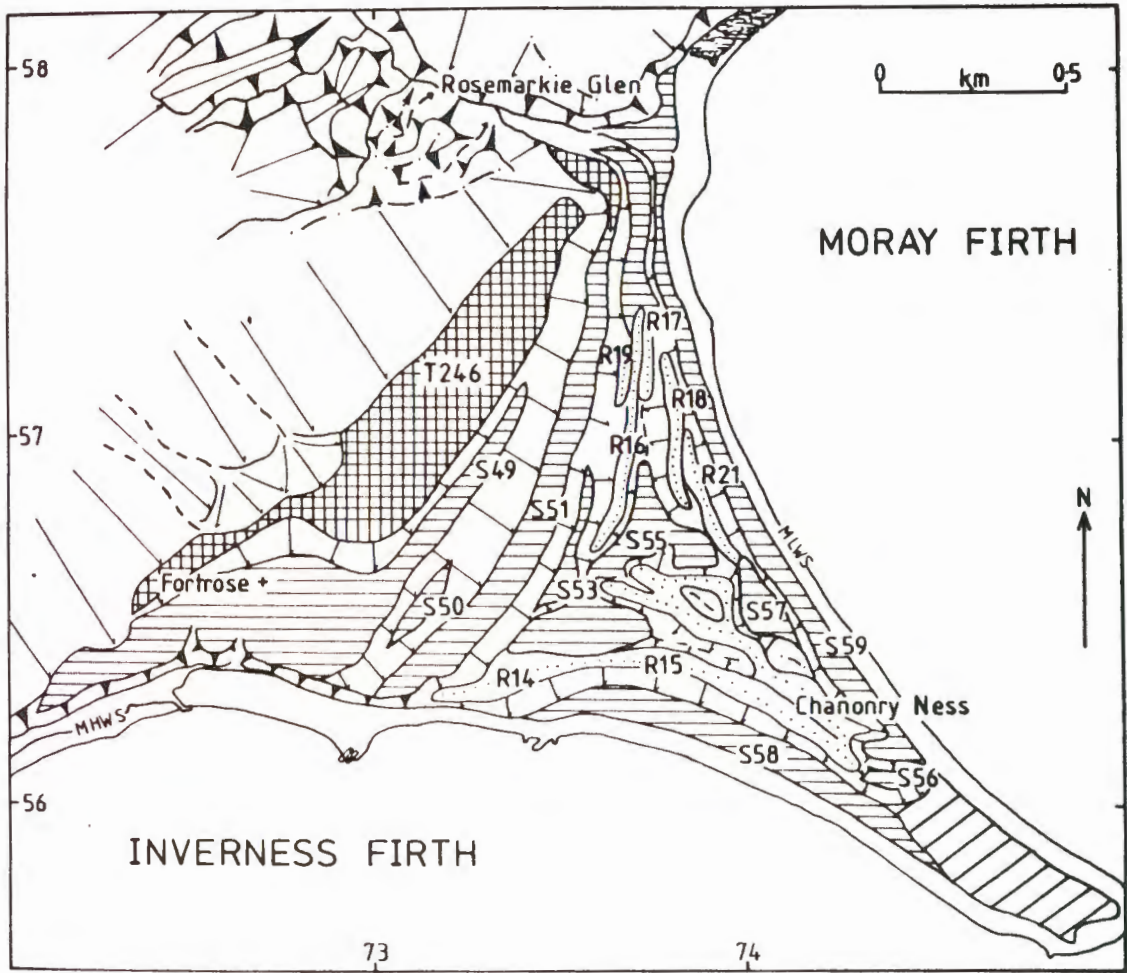 58
Rosemarkie Glen
0 km 0·5
MORAY FIRTH
R17
R19
T246
R18
57
R16
S49
R21
N
S51
MLWS
S55
Fortrose +
S53
S50
S57
S59
R15
R14
Chanonry Ness
MHWS
S58
S56
56
INVERNESS FIRTH
73 74